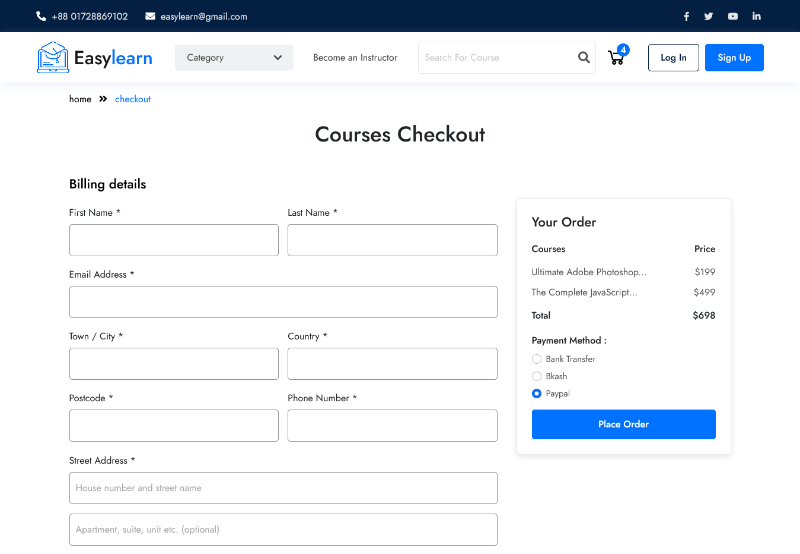 +88 01728869102 easylearn@gmail.com
Easylearn Category Become an Instructor Search For Course 4 Log In Sign Up
home checkout
Courses Checkout
Billing details
First Name * Last Name *
Email Address *
Town / City * Country *
Postcode * Phone Number *
Street Address *
House number and street name
Apartment, suite, unit etc. (optional)
Your Order
Courses Price
Ultimate Adobe Photoshop... $199
The Complete JavaScript... $499
Total $698
Payment Method :
Bank Transfer
Bkash
Paypal
Place Order